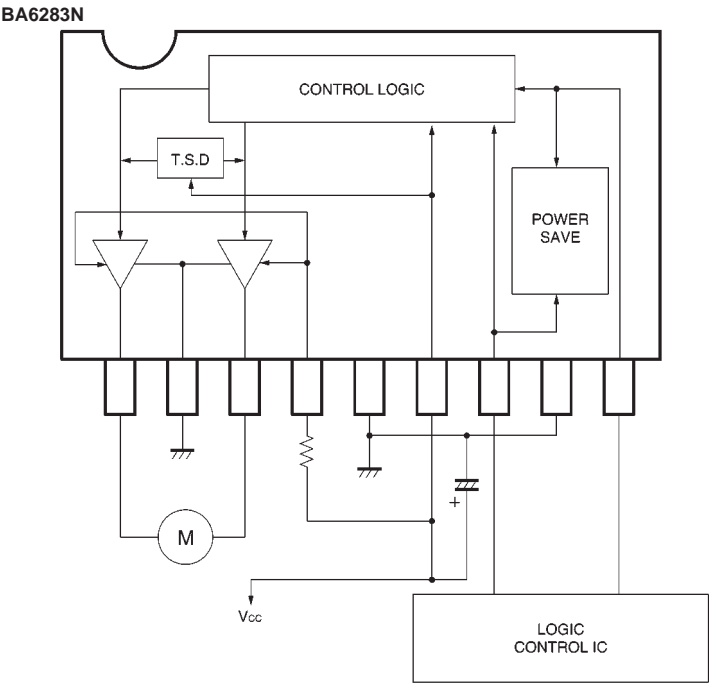 BA6283N
CONTROL LOGIC
T.S.D
POWER
SAVE
M
+
Vcc
LOGIC
CONTROL IC